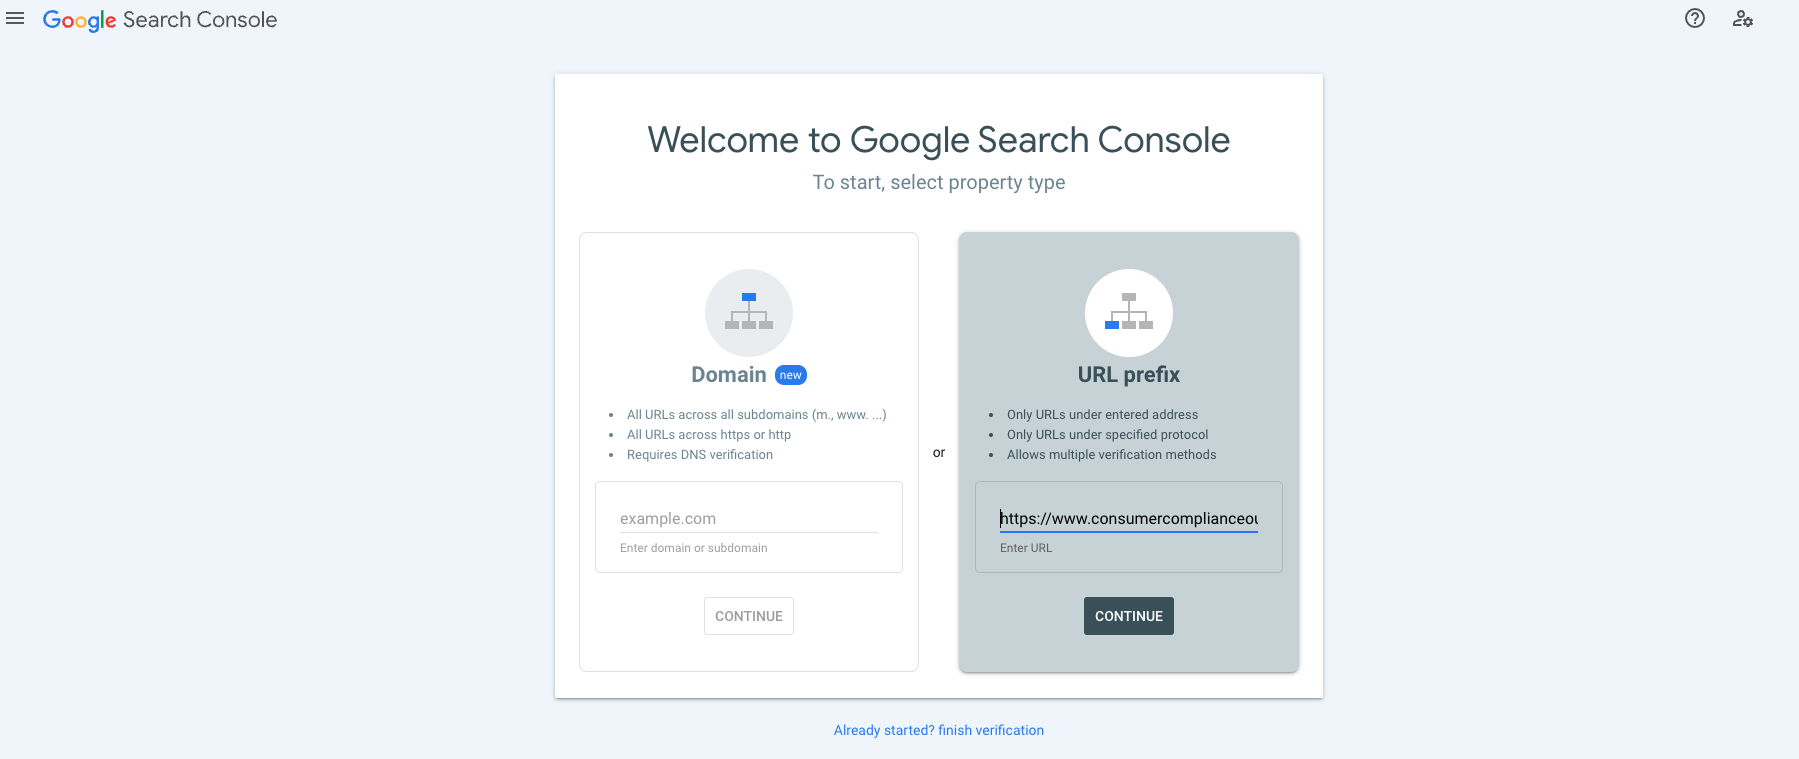 Google Search Console
Welcome to Google Search Console
To start, select property type
Domain new
All URLs across all subdomains (m., www. ...)
All URLs across https or http
Requires DNS verification
example.com
Enter domain or subdomain
CONTINUE
or
URL prefix
Only URLs under entered address
Only URLs under specified protocol
Allows multiple verification methods
https://www.consumercomplianceou
Enter URL
CONTINUE
Already started? finish verification